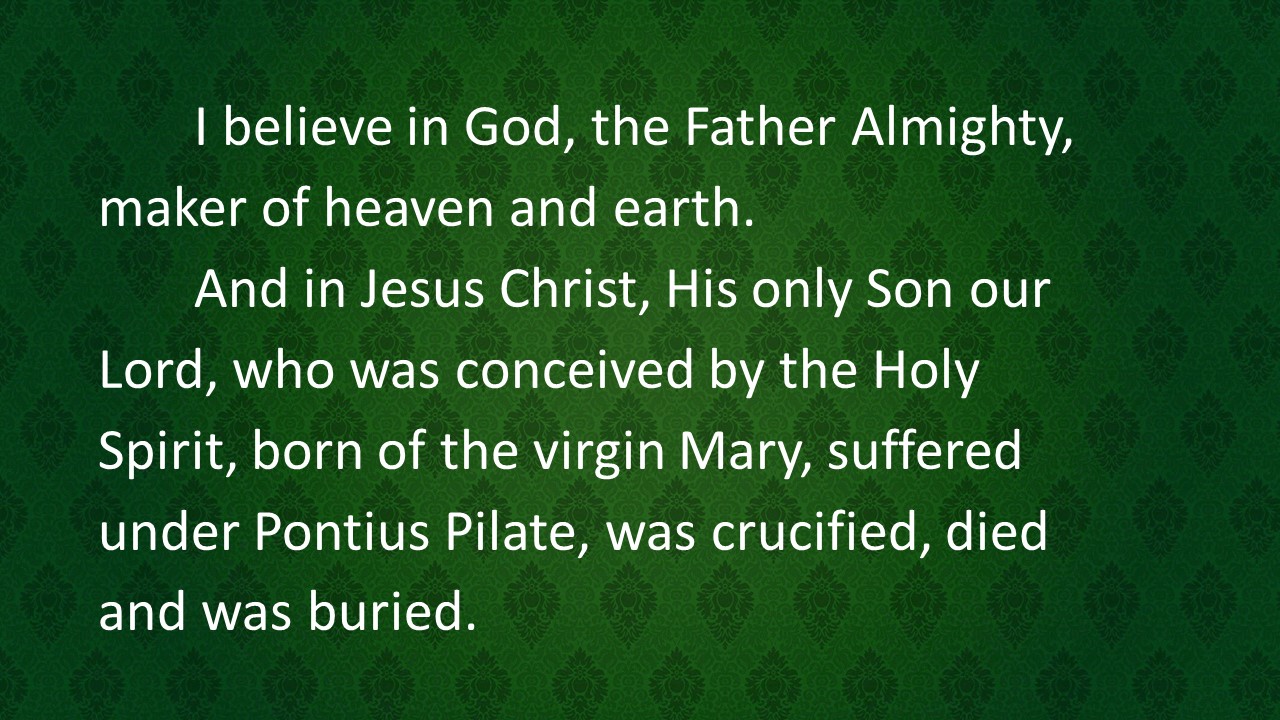 I believe in God, the Father Almighty,
maker of heaven and earth.
And in Jesus Christ, His only Son our
Lord, who was conceived by the Holy
Spirit, born of the virgin Mary, suffered
under Pontius Pilate, was crucified, died
and was buried.